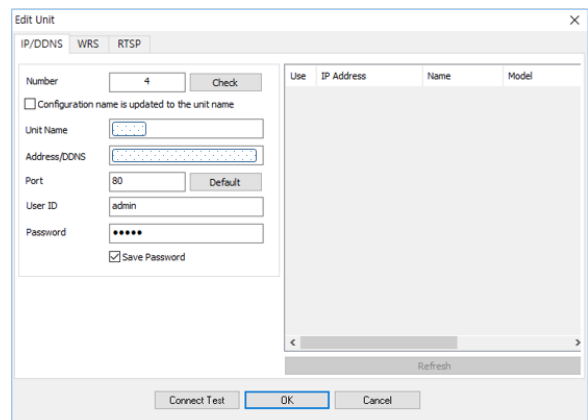 Edit Unit
IP/DDNS WRS RTSP
Number 4 Check
Configuration name is updated to the unit name
Unit Name
Address/DDNS
Port 80 Default
User ID admin
Password •••••
Save Password
Use IP Address Name Model
Refresh
Connect Test OK Cancel